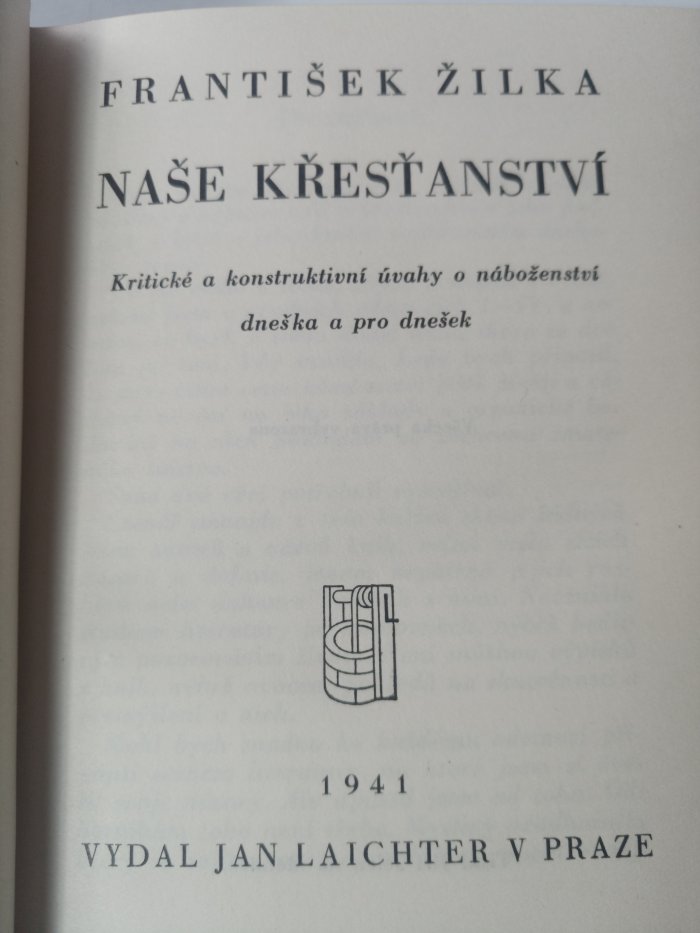 FRANTIŠEK ŽILKA
NAŠE KŘESŤANSTVÍ
Kritické a konstruktivní úvahy o náboženství
dneška a pro dnešek
1941
VYDAL JAN LAICHTER V PRAZE